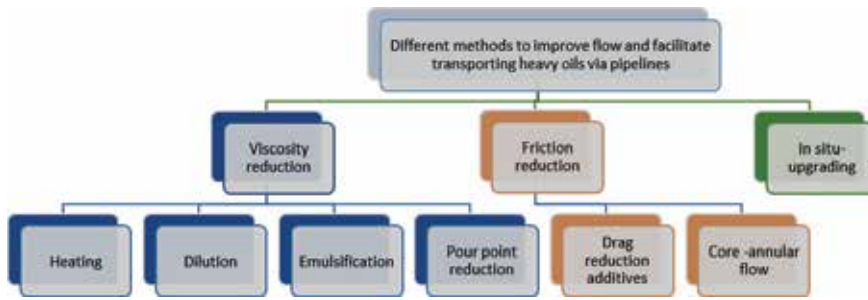 Different methods to improve flow and facilitate
transporting heavy oils via pipelines
Viscosity
reduction
Friction
reduction
In situ-
upgrading
Heating
Dilution
Emulsification
Pour point
reduction
Drag
reduction
additives
Core -annular
flow